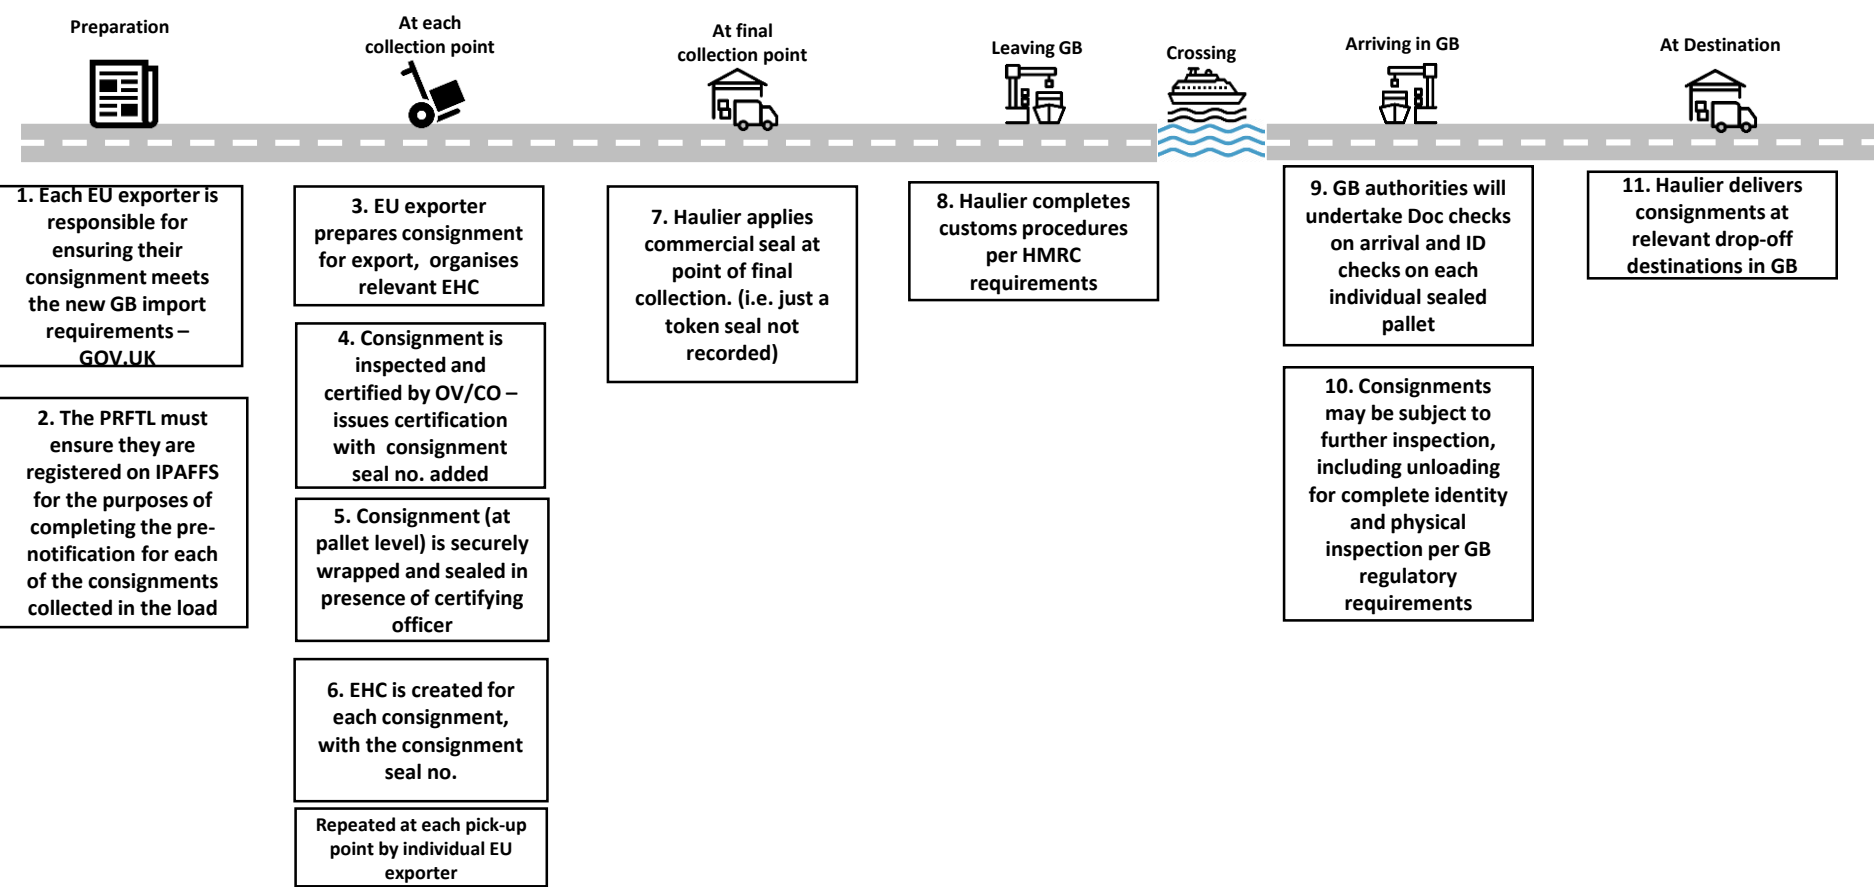 Preparation
At each
collection point
At final
collection point
Leaving GB
Crossing
Arriving in GB
At Destination
1. Each EU exporter is
responsible for
ensuring their
consignment meets
the new GB import
requirements –
GOV.UK
2. The PRFTL must
ensure they are
registered on IPAFFS
for the purposes of
completing the pre-
notification for each
of the consignments
collected in the load
3. EU exporter
prepares consignment
for export, organises
relevant EHC
4. Consignment is
inspected and
certified by OV/CO –
issues certification
with consignment
seal no. added
5. Consignment (at
pallet level) is securely
wrapped and sealed in
presence of certifying
officer
6. EHC is created for
each consignment,
with the consignment
seal no.
Repeated at each pick-up
point by individual EU
exporter
7. Haulier applies
commercial seal at
point of final
collection. (i.e. just a
token seal not
recorded)
8. Haulier completes
customs procedures
per HMRC
requirements
9. GB authorities will
undertake Doc checks
on arrival and ID
checks on each
individual sealed
pallet
10. Consignments
may be subject to
further inspection,
including unloading
for complete identity
and physical
inspection per GB
regulatory
requirements
11. Haulier delivers
consignments at
relevant drop-off
destinations in GB